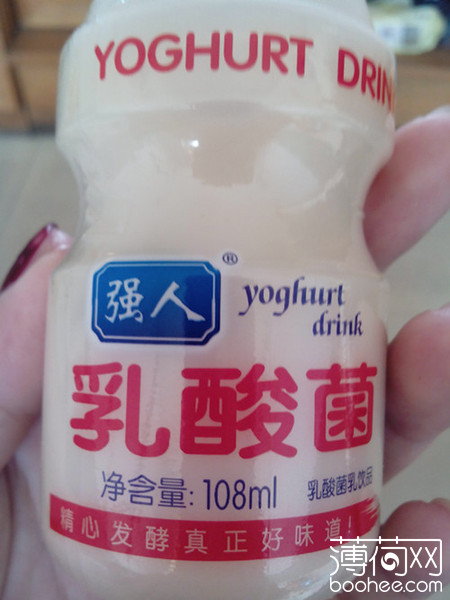 YOGHURT DRIN
强人®
yoghurt
drink
乳酸菌
净含量:108ml
乳酸菌乳饮品
精心发酵真正好味道!
薄荷网
boohee.com